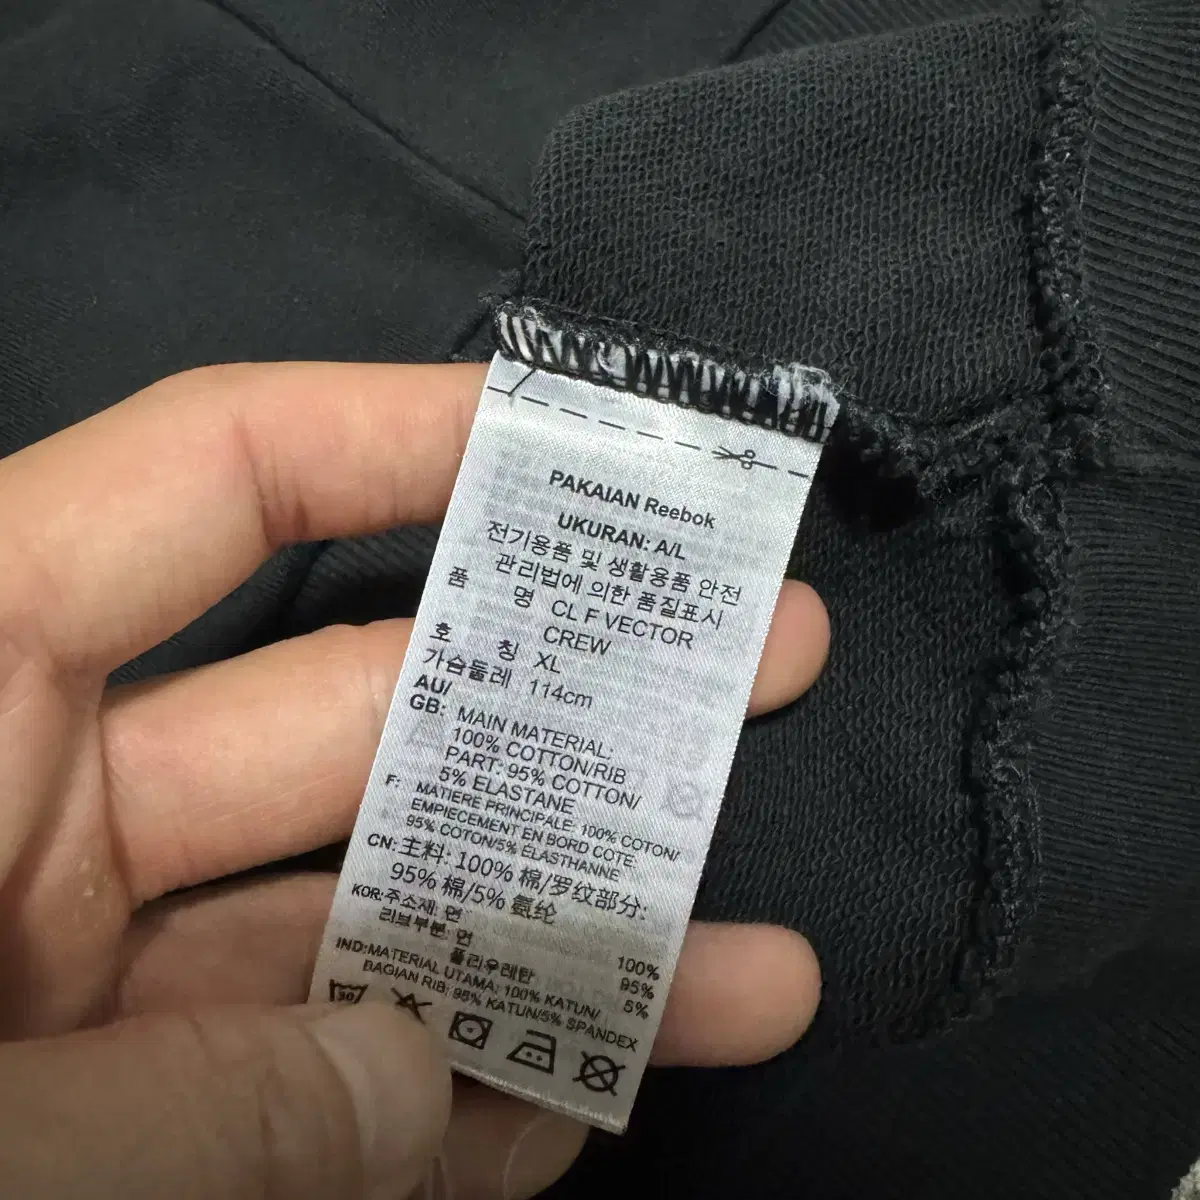 PAKAIAN Reebok
UKURAN: A/L
전기용품 및 생활용품 안전
관리법에 의한 품질표시
품 명 CL F VECTOR
CREW
호 칭 XL
가슴둘레 114cm
AU/
GB: MAIN MATERIAL:
100% COTTON/RIB
PART: 95% COTTON/
5% ELASTANE
F: MATIERE PRINCIPALE: 100% COTON/
EMPIECEMENT EN BORD COTE:
95% COTON/5% ELASTHANNE
CN: 主料: 100% 棉/罗纹部分:
95% 棉/5% 氨纶
KOR: 주소재: 면 100%
리브부분: 면 95%
폴리우레탄 5%
IND: MATERIAL UTAMA: 100% KATUN/
BAGIAN RIB: 95% KATUN/5% SPANDEX
30